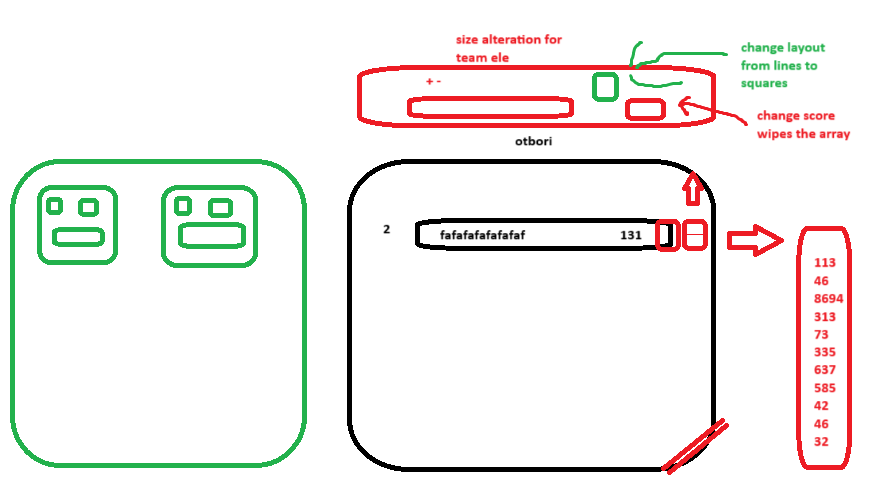 size alteration for
team ele
+ -
change layout
from lines to
squares
change score
wipes the array
otbori
2
fafafafafafafaf
131
113
46
8694
313
73
335
637
585
42
46
32